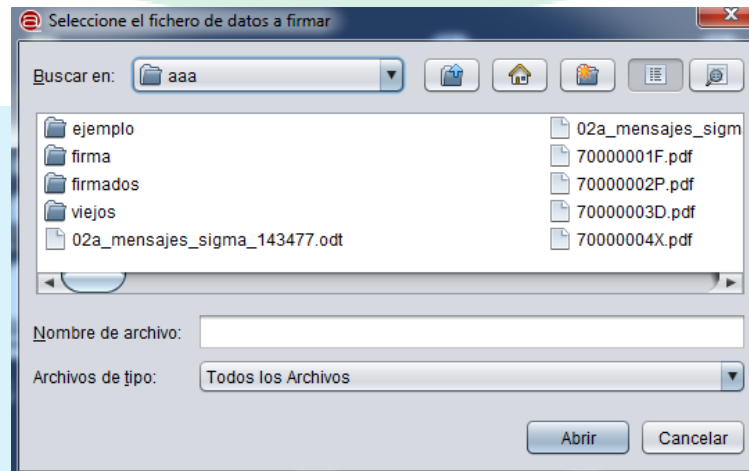 Seleccione el fichero de datos a firmar
Buscar en: aaa
ejemplo
firma
firmados
viejos
02a_mensajes_sigma_143477.odt
02a_mensajes_sigm
70000001F.pdf
70000002P.pdf
70000003D.pdf
70000004X.pdf
Nombre de archivo:
Archivos de tipo: Todos los Archivos
Abrir Cancelar